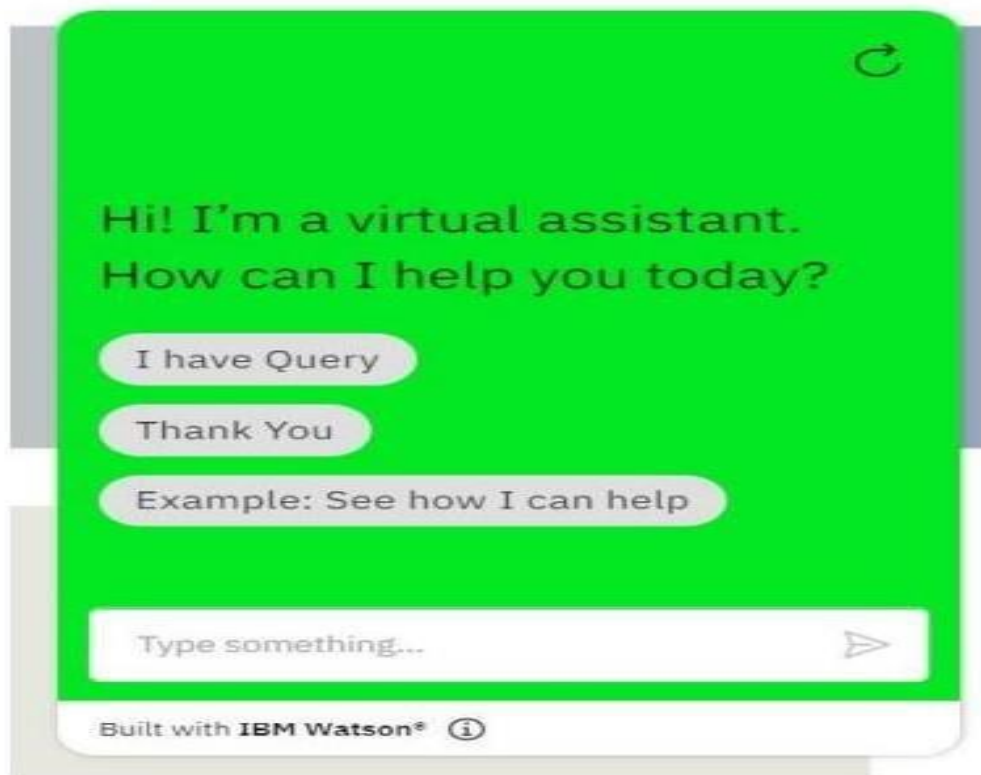 Hi! I'm a virtual assistant.
How can I help you today?
I have Query
Thank You
Example: See how I can help
Type something...
Built with IBM Watson®